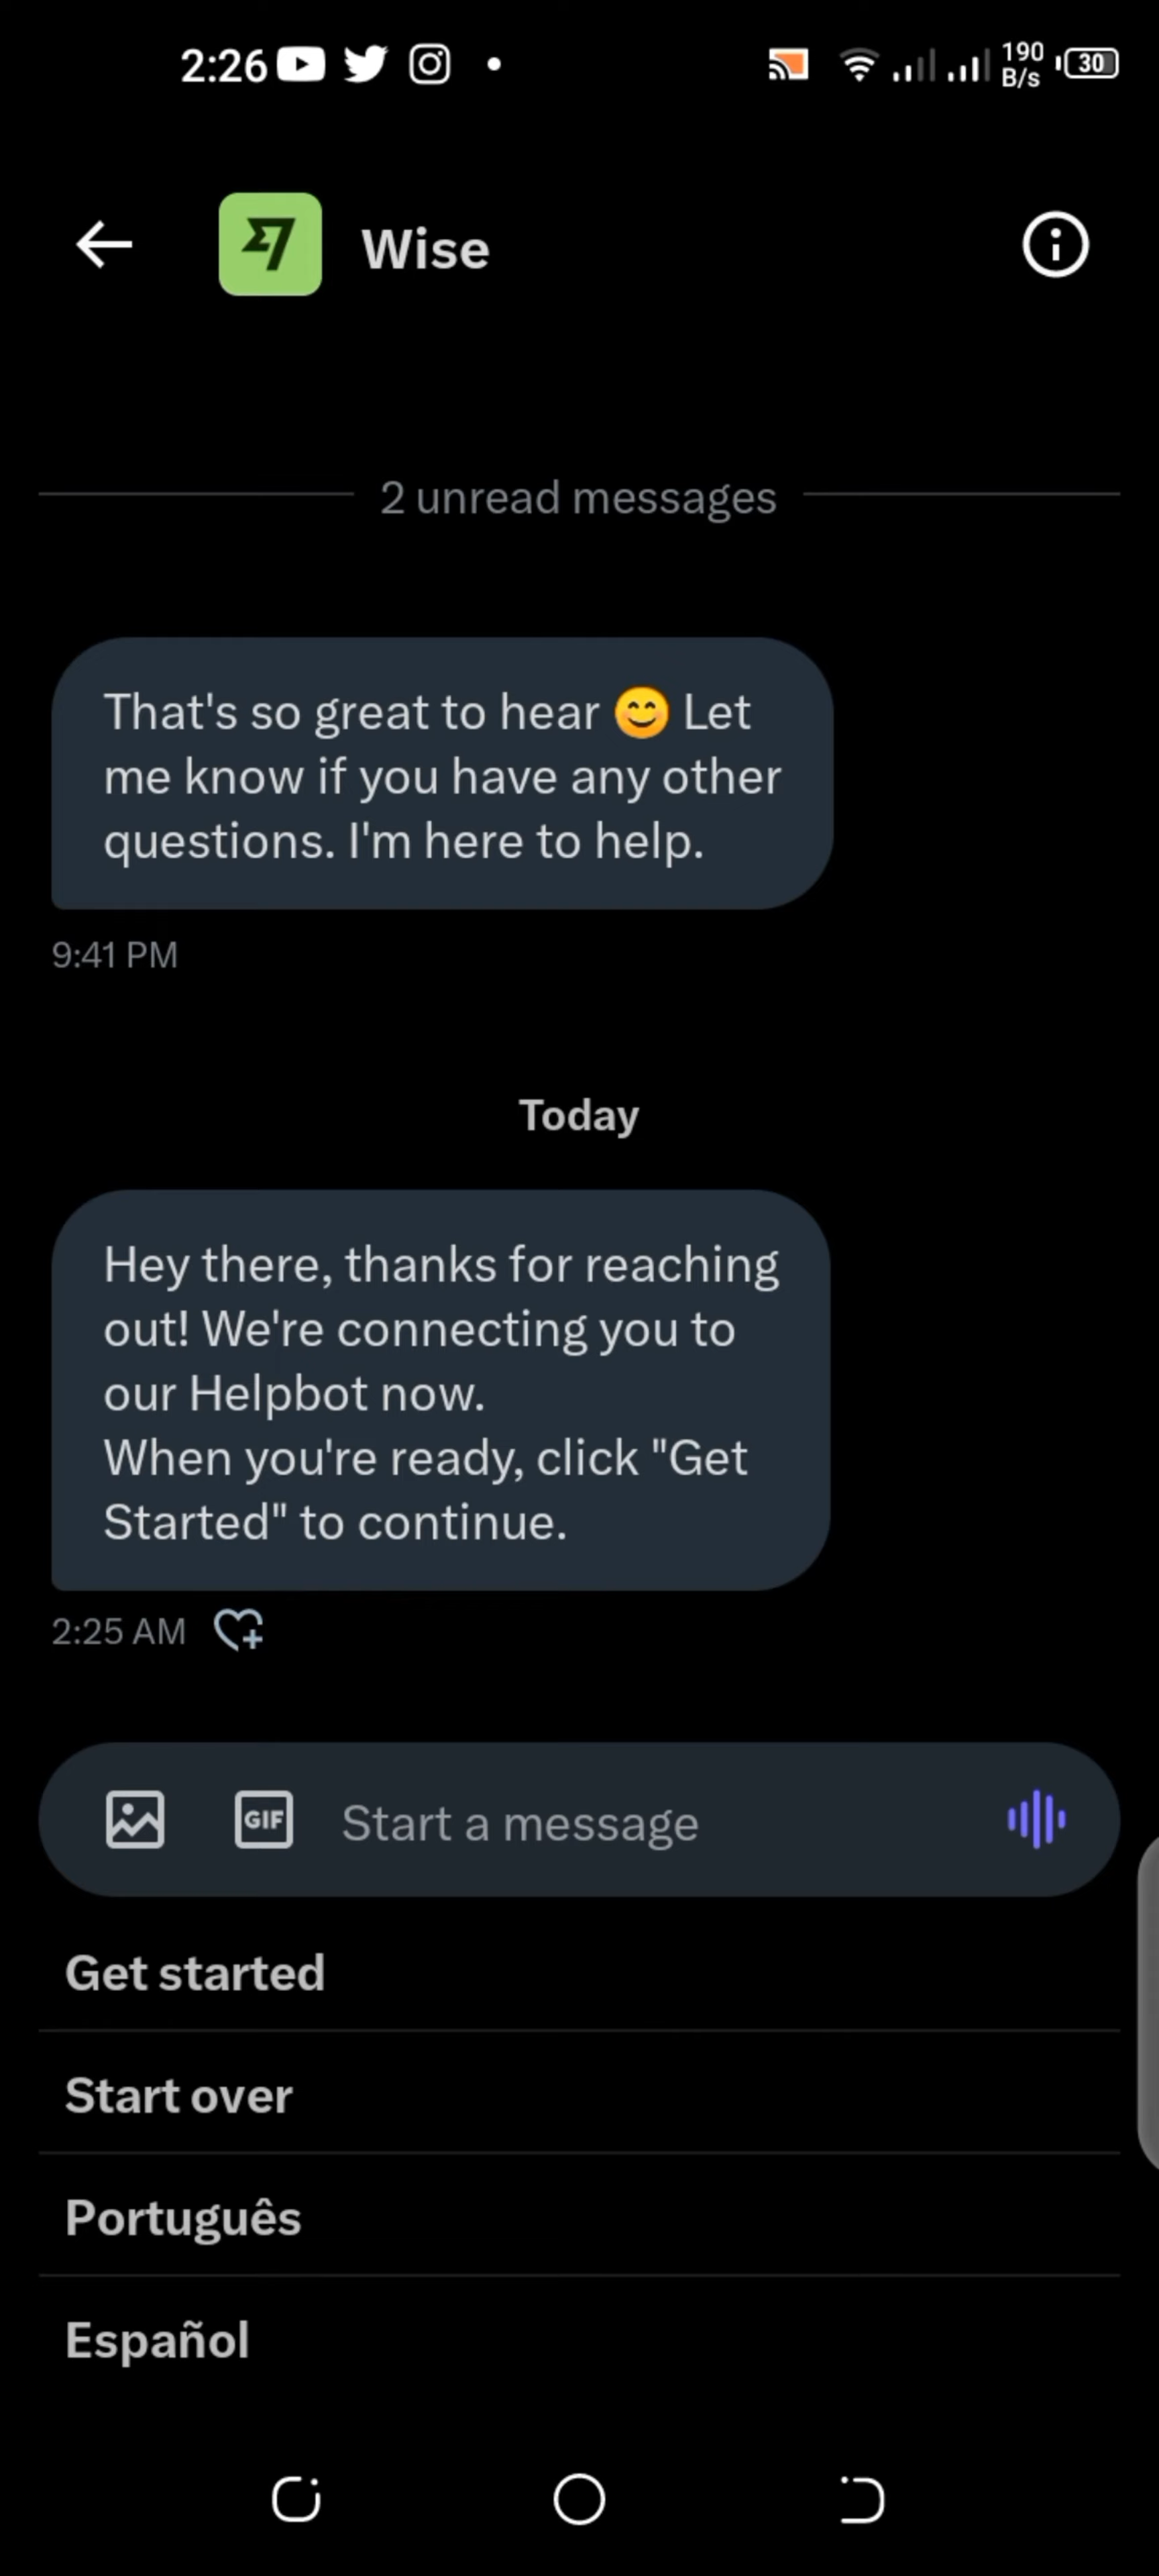 2:26
190
B/s
30
Wise
2 unread messages
That's so great to hear 😊 Let
me know if you have any other
questions. I'm here to help.
9:41 PM
Today
Hey there, thanks for reaching
out! We're connecting you to
our Helpbot now.
When you're ready, click "Get
Started" to continue.
2:25 AM
GIF
Start a message
Get started
Start over
Português
Español